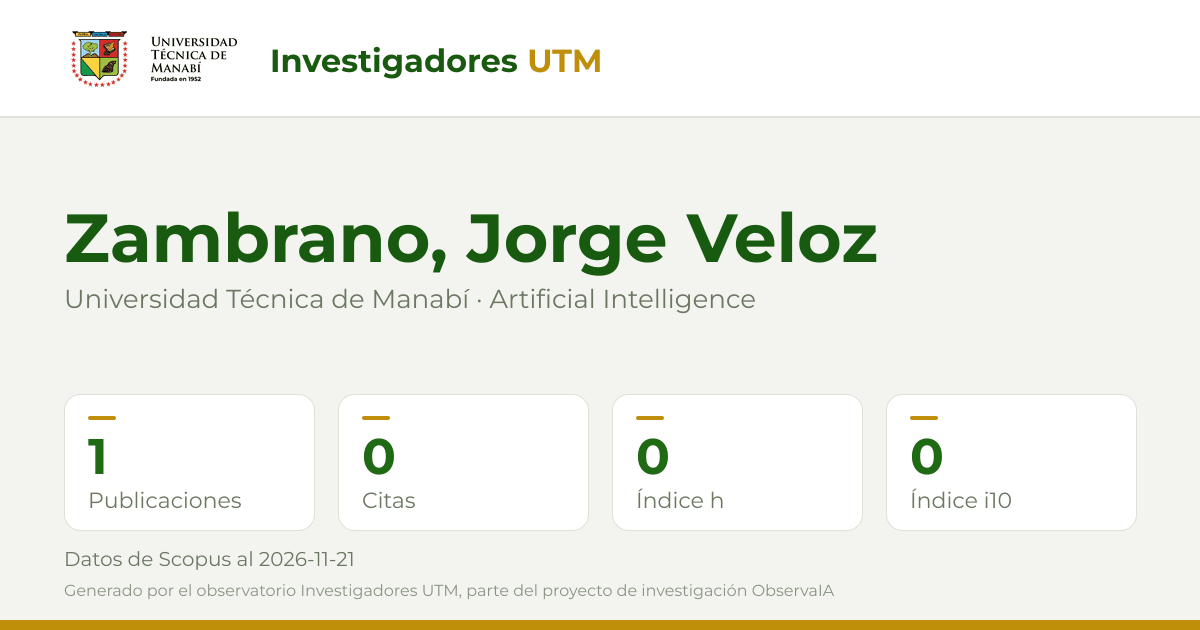 UNIVERSIDAD
TÉCNICA DE
MANABÍ
Fundada en 1952
Investigadores UTM
Zambrano, Jorge Veloz
Universidad Técnica de Manabí · Artificial Intelligence
1
Publicaciones
0
Citas
0
Índice h
0
Índice i10
Datos de Scopus al 2026-11-21
Generado por el observatorio Investigadores UTM, parte del proyecto de investigación ObservaIA